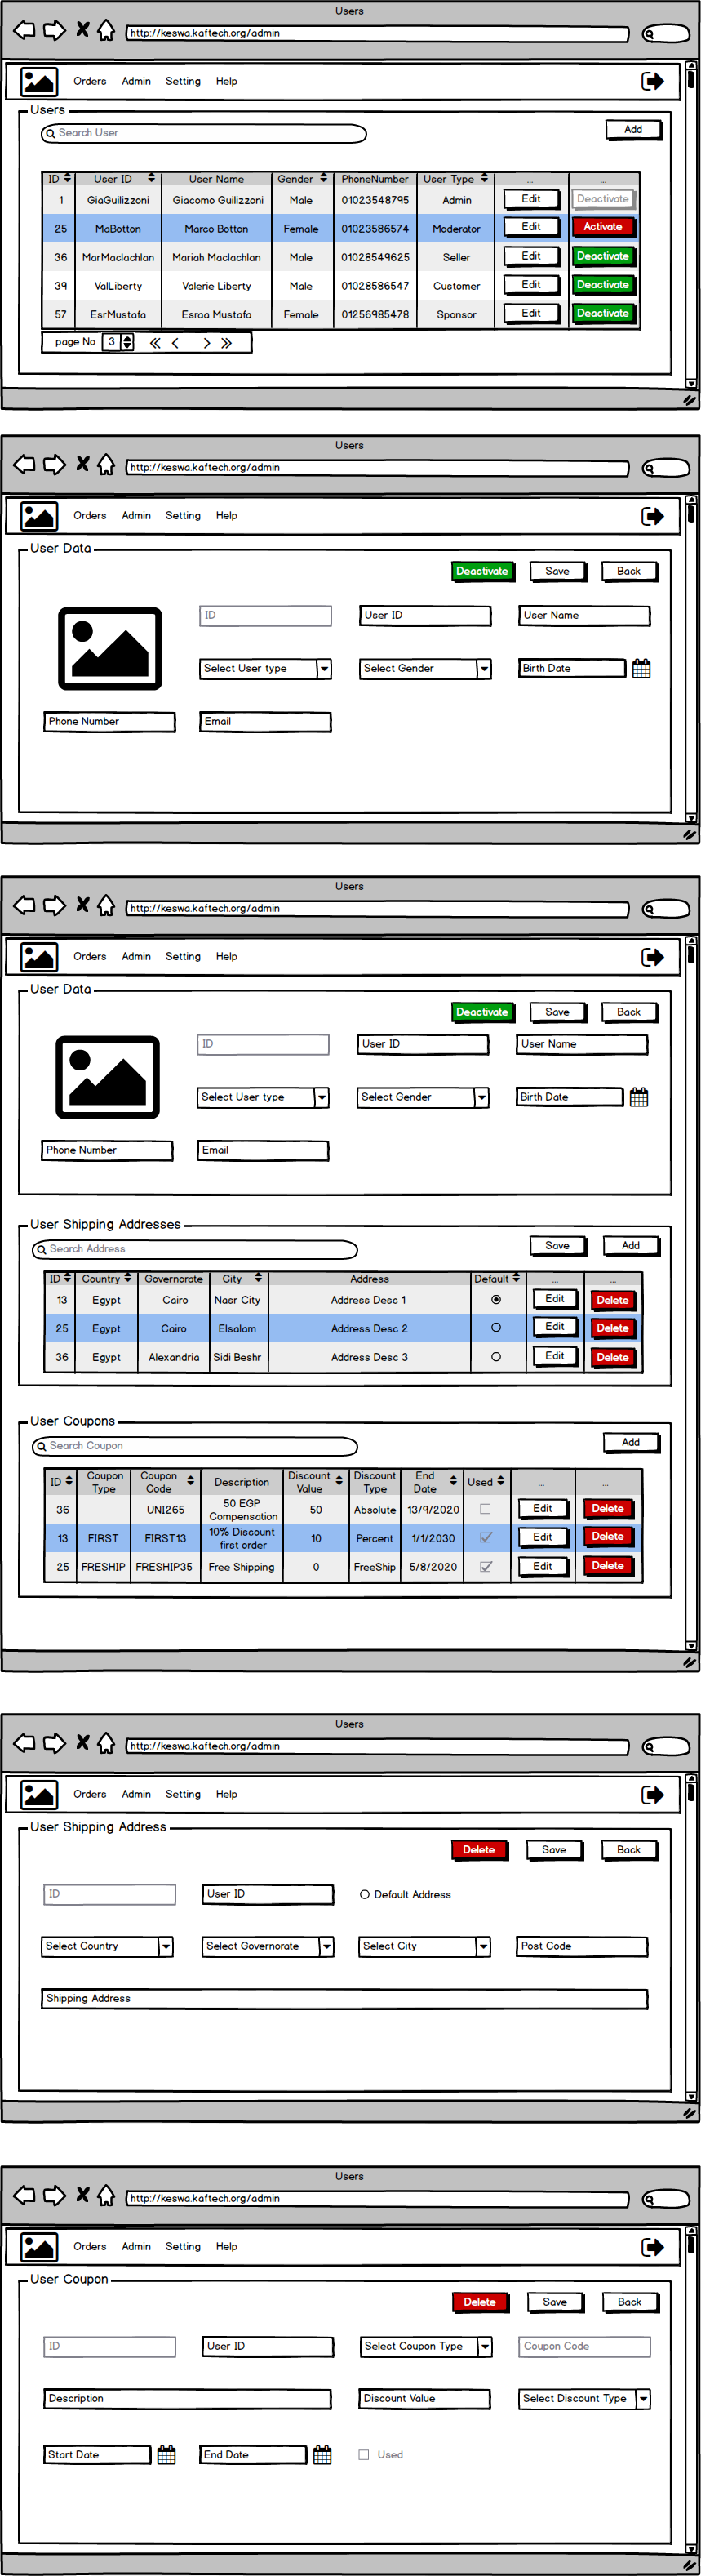 Users
http://keswa.kaftech.org/admin
Orders Admin Setting Help
Users
Search User Add
ID User ID User Name Gender PhoneNumber User Type ... ...
1 GiaGuilizzoni Giacomo Guilizzoni Male 01023548795 Admin Edit Deactivate
25 MaBotton Marco Botton Female 01023586574 Moderator Edit Activate
36 MarMaclachlan Mariah Maclachlan Male 01028549625 Seller Edit Deactivate
39 ValLiberty Valerie Liberty Male 01028586547 Customer Edit Deactivate
57 EsrMustafa Esraa Mustafa Female 01256985478 Sponsor Edit Deactivate
page No 3
Users
http://keswa.kaftech.org/admin
Orders Admin Setting Help
User Data
Deactivate Save Back
ID User ID User Name
Select User type Select Gender Birth Date
Phone Number Email
Users
http://keswa.kaftech.org/admin
Orders Admin Setting Help
User Data
Deactivate Save Back
ID User ID User Name
Select User type Select Gender Birth Date
Phone Number Email
User Shipping Addresses
Search Address Save Add
ID Country Governorate City Address Default ... ...
13 Egypt Cairo Nasr City Address Desc 1 Edit Delete
25 Egypt Cairo Elsalam Address Desc 2 Edit Delete
36 Egypt Alexandria Sidi Beshr Address Desc 3 Edit Delete
User Coupons
Search Coupon Add
ID Coupon Type Coupon Code Description Discount Value Discount Type End Date Used ... ...
36 UNI265 50 EGP Compensation 50 Absolute 13/9/2020 Edit Delete
13 FIRST FIRST13 10% Discount first order 10 Percent 1/1/2030 Edit Delete
25 FRESHIP FRESHIP35 Free Shipping 0 FreeShip 5/8/2020 Edit Delete
Users
http://keswa.kaftech.org/admin
Orders Admin Setting Help
User Shipping Address
Delete Save Back
ID User ID Default Address
Select Country Select Governorate Select City Post Code
Shipping Address
Users
http://keswa.kaftech.org/admin
Orders Admin Setting Help
User Coupon
Delete Save Back
ID User ID Select Coupon Type Coupon Code
Description Discount Value Select Discount Type
Start Date End Date Used